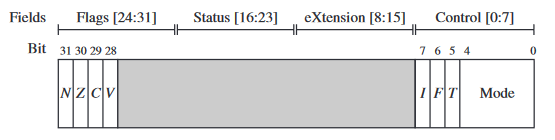 Fields Flags [24:31] Status [16:23] eXtension [8:15] Control [0:7]
Bit 31 30 29 28 7 6 5 4 0
N Z C V I F T Mode